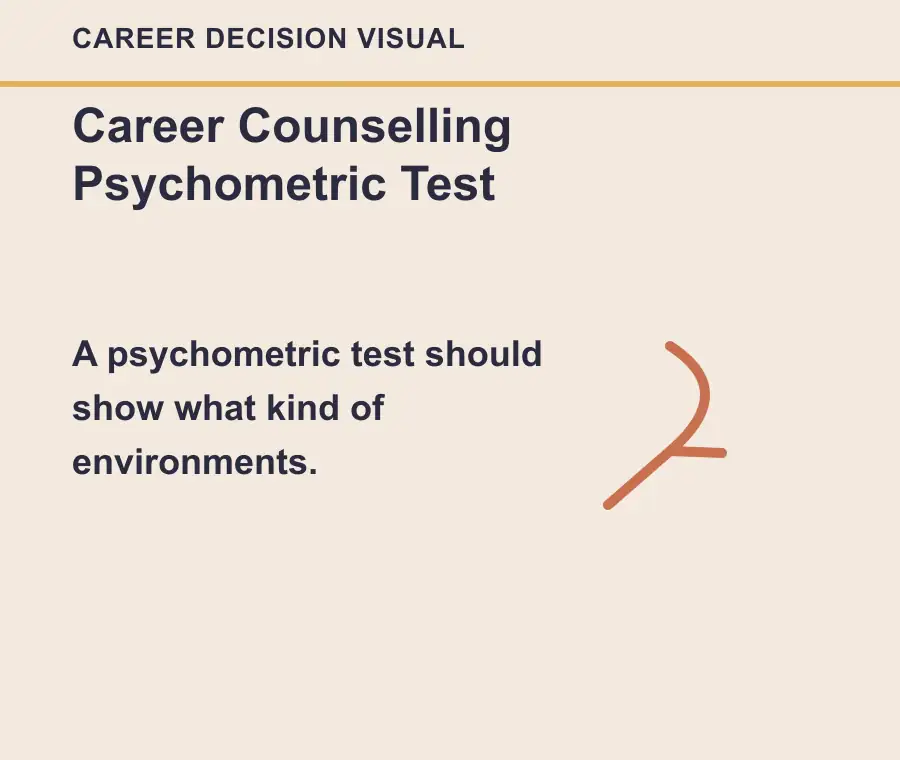 CAREER DECISION VISUAL
Career Counselling
Psychometric Test
A psychometric test should
show what kind of
environments.